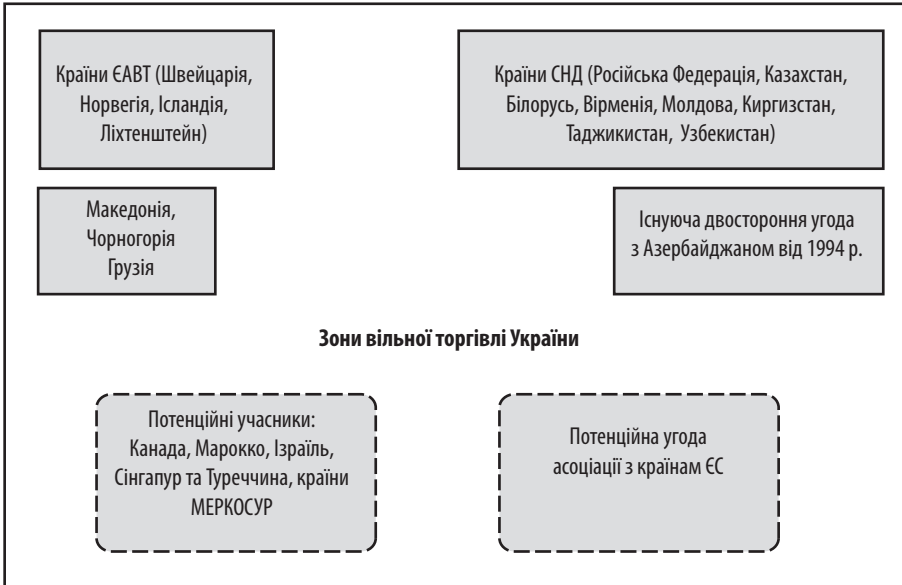 Країни ЄАВТ (Швейцарія,
Норвегія, Ісландія,
Ліхтенштейн)
Країни СНД (Російська Федерація, Казахстан,
Білорусь, Вірменія, Молдова, Киргизстан,
Таджикистан, Узбекистан)
Македонія,
Чорногорія
Грузія
Існуюча двостороння угода
з Азербайджаном від 1994 р.
Зони вільної торгівлі України
Потенційні учасники:
Канада, Марокко, Ізраїль,
Сінгапур та Туреччина, країни
МЕРКОСУР
Потенційна угода
асоціації з країнам ЄС